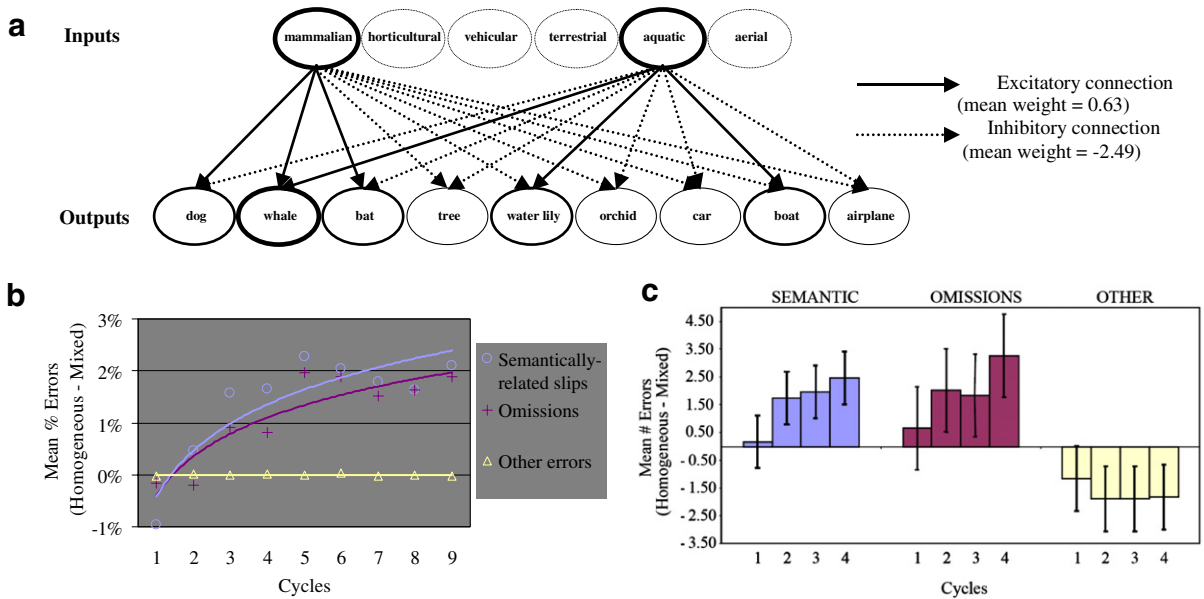 a
Inputs
mammalian horticultural vehicular terrestrial aquatic aerial
Excitatory connection
(mean weight = 0.63)
Inhibitory connection
(mean weight = -2.49)
Outputs
dog whale bat tree water lily orchid car boat airplane
b
Mean % Errors
(Homogeneous - Mixed)
3%
2%
1%
0%
-1%
1 2 3 4 5 6 7 8 9
Cycles
Semantically-
related slips
Omissions
Other errors
c
SEMANTIC OMISSIONS OTHER
Mean # Errors
(Homogeneous - Mixed)
4.50
3.50
2.50
1.50
0.50
-0.50
-1.50
-2.50
-3.50
1 2 3 4 1 2 3 4 1 2 3 4
Cycles